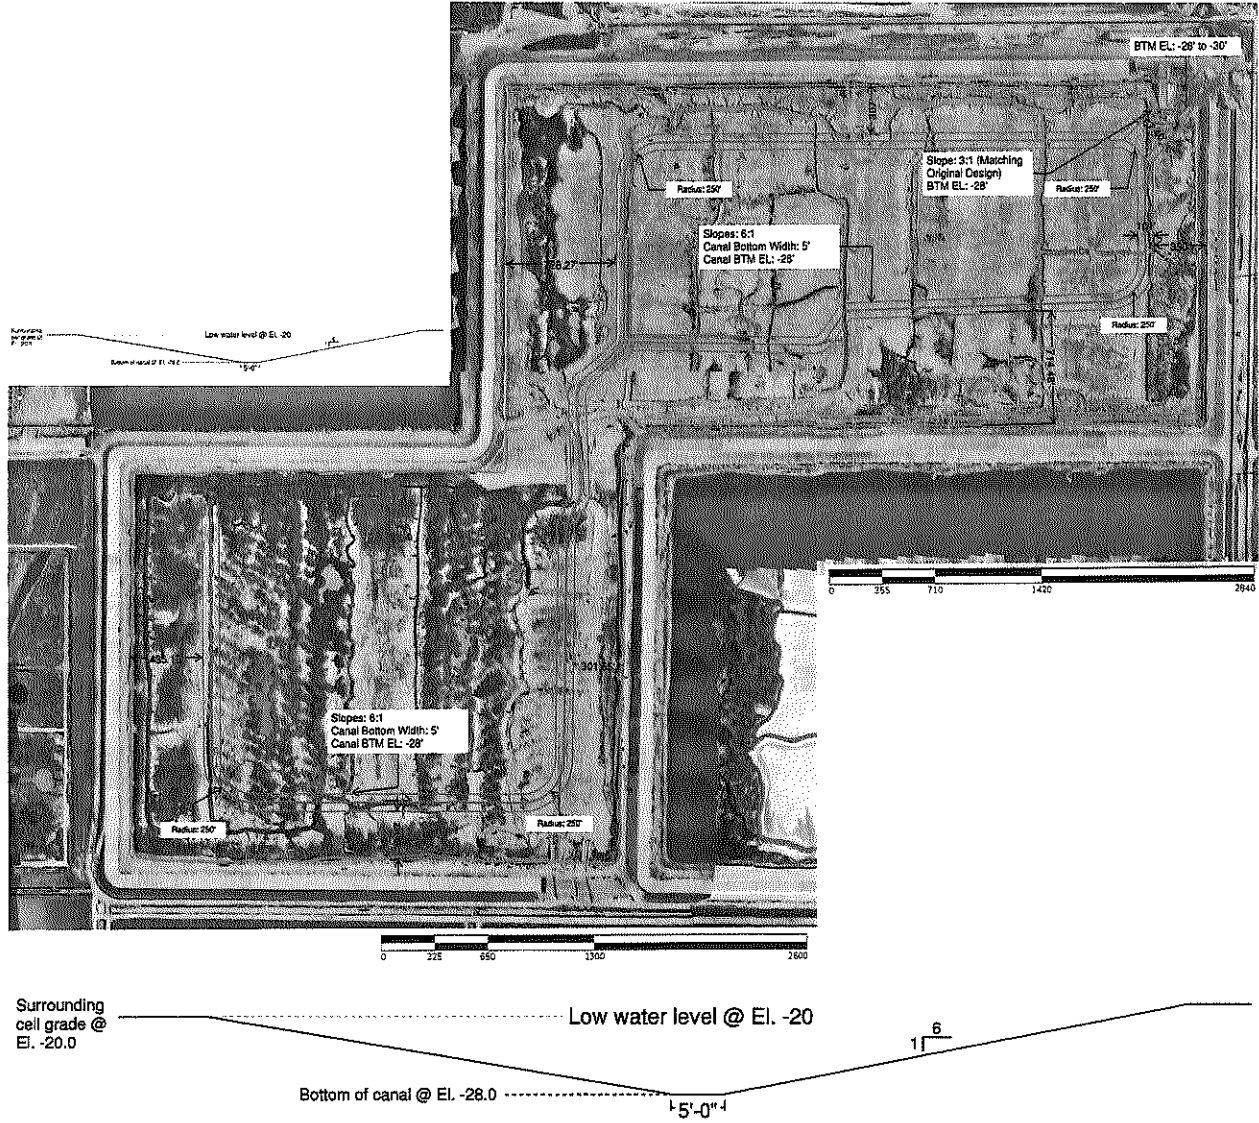 BTM EL: -28' to -30'
Slope: 3:1 (Matching
Original Design)
BTM EL: -28'
Radius: 250'
Radius: 250'
Slopes: 6:1
Canal Bottom Width: 5'
Canal BTM EL: -28'
Radius: 250'
Low water level @ El. -20
5'-0"
0 355 710 1420 2840
Slopes: 6:1
Canal Bottom Width: 5'
Canal BTM EL: -28'
Radius: 250'
Radius: 250'
0 325 650 1300 2600
Surrounding
cell grade @
El. -20.0
Low water level @ El. -20
6
1
Bottom of canal @ El. -28.0
5'-0"